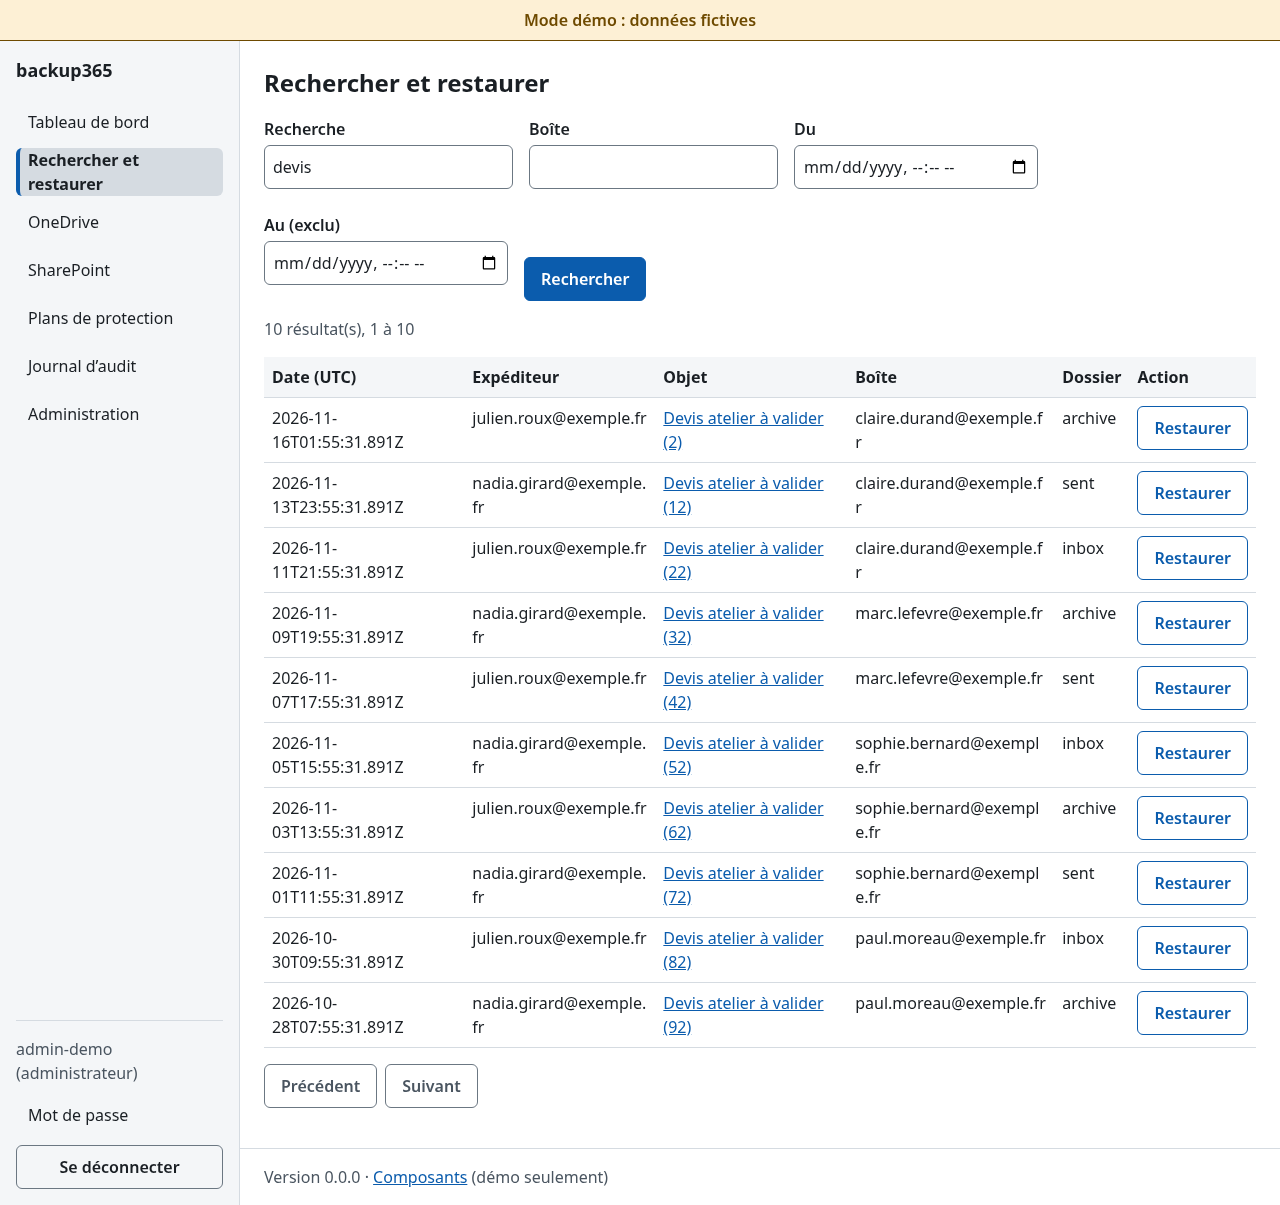 Mode démo : données fictives
backup365
Tableau de bord
Rechercher et
restaurer
OneDrive
SharePoint
Plans de protection
Journal d’audit
Administration
admin-demo
(administrateur)
Mot de passe
Se déconnecter
Rechercher et restaurer
Recherche Boîte Du
devis mm/dd/yyyy, --:-- --
Au (exclu)
mm/dd/yyyy, --:-- -- Rechercher
10 résultat(s), 1 à 10
Date (UTC) Expéditeur Objet Boîte Dossier Action
2026-11- julien.roux@exemple.fr Devis atelier à valider claire.durand@exemple.f archive Restaurer
16T01:55:31.891Z (2) r
2026-11- nadia.girard@exemple. Devis atelier à valider claire.durand@exemple.f sent Restaurer
13T23:55:31.891Z fr (12) r
2026-11- julien.roux@exemple.fr Devis atelier à valider claire.durand@exemple.f inbox Restaurer
11T21:55:31.891Z (22) r
2026-11- nadia.girard@exemple. Devis atelier à valider marc.lefevre@exemple.fr archive Restaurer
09T19:55:31.891Z fr (32)
2026-11- julien.roux@exemple.fr Devis atelier à valider marc.lefevre@exemple.fr sent Restaurer
07T17:55:31.891Z (42)
2026-11- nadia.girard@exemple. Devis atelier à valider sophie.bernard@exempl inbox Restaurer
05T15:55:31.891Z fr (52) e.fr
2026-11- julien.roux@exemple.fr Devis atelier à valider sophie.bernard@exempl archive Restaurer
03T13:55:31.891Z (62) e.fr
2026-11- nadia.girard@exemple. Devis atelier à valider sophie.bernard@exempl sent Restaurer
01T11:55:31.891Z fr (72) e.fr
2026-10- julien.roux@exemple.fr Devis atelier à valider paul.moreau@exemple.fr inbox Restaurer
30T09:55:31.891Z (82)
2026-10- nadia.girard@exemple. Devis atelier à valider paul.moreau@exemple.fr archive Restaurer
28T07:55:31.891Z fr (92)
Précédent Suivant
Version 0.0.0 · Composants (démo seulement)